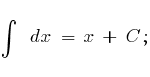 ∫ dx = x + C;